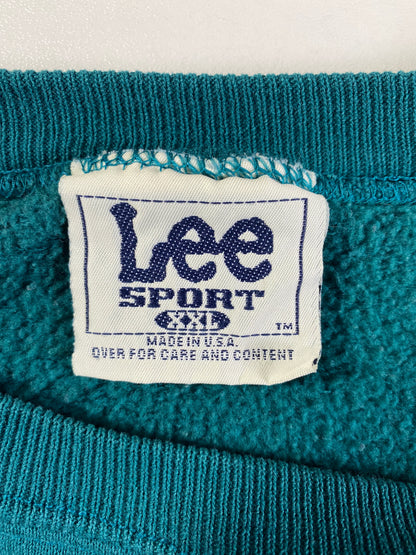 Lee
SPORT
XXL
TM
MADE IN U.S.A.
OVER FOR CARE AND CONTENT